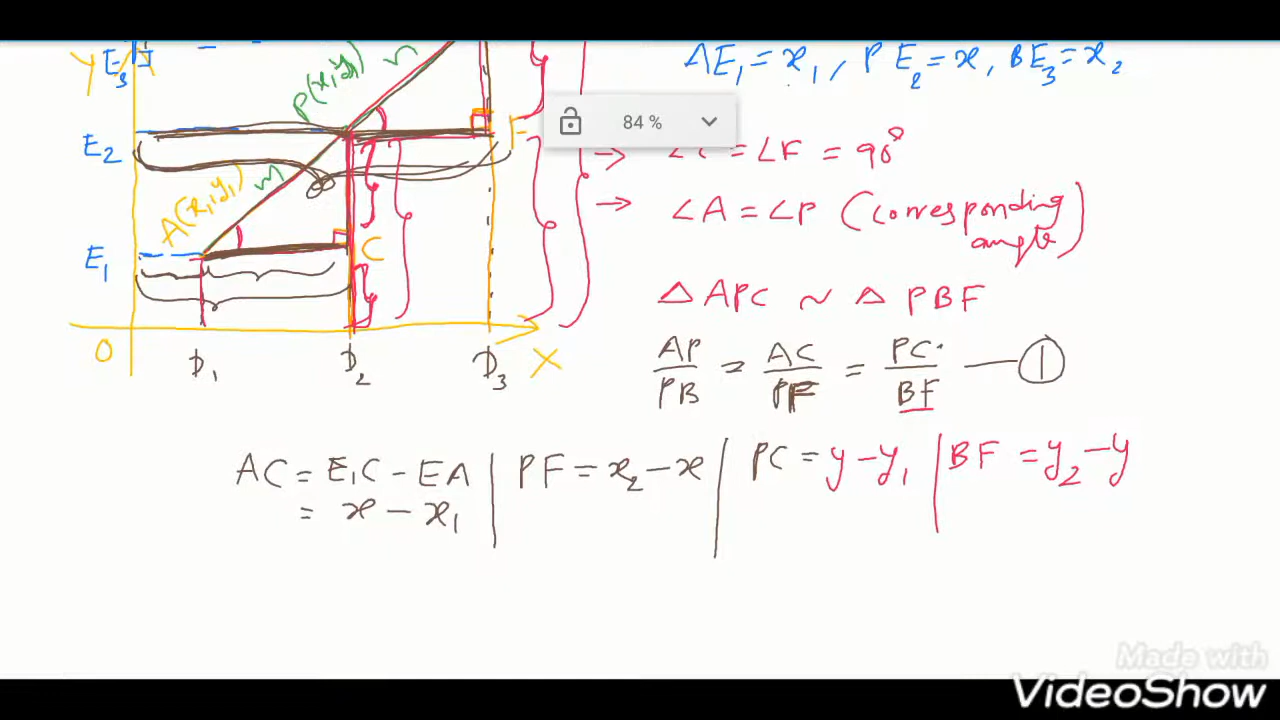 AE₁ = x₁, PE₂ = x, BE₃ = x₂
Y
E₃
P(x,y)
n
84 %
∠C = ∠F = 90°
E₂
F
A(x₁,y₁)
m
→ ∠A = ∠P (corresponding
angle)
C
E₁
△ APC ~ △ PBF
O
D₁
D₂
D₃
X
AP/PB = AC/PF = PC/BF — ①
AC = E₁C - EA | PF = x₂ - x | PC = y - y₁ | BF = y₂ - y
= x - x₁
Made with
VideoShow